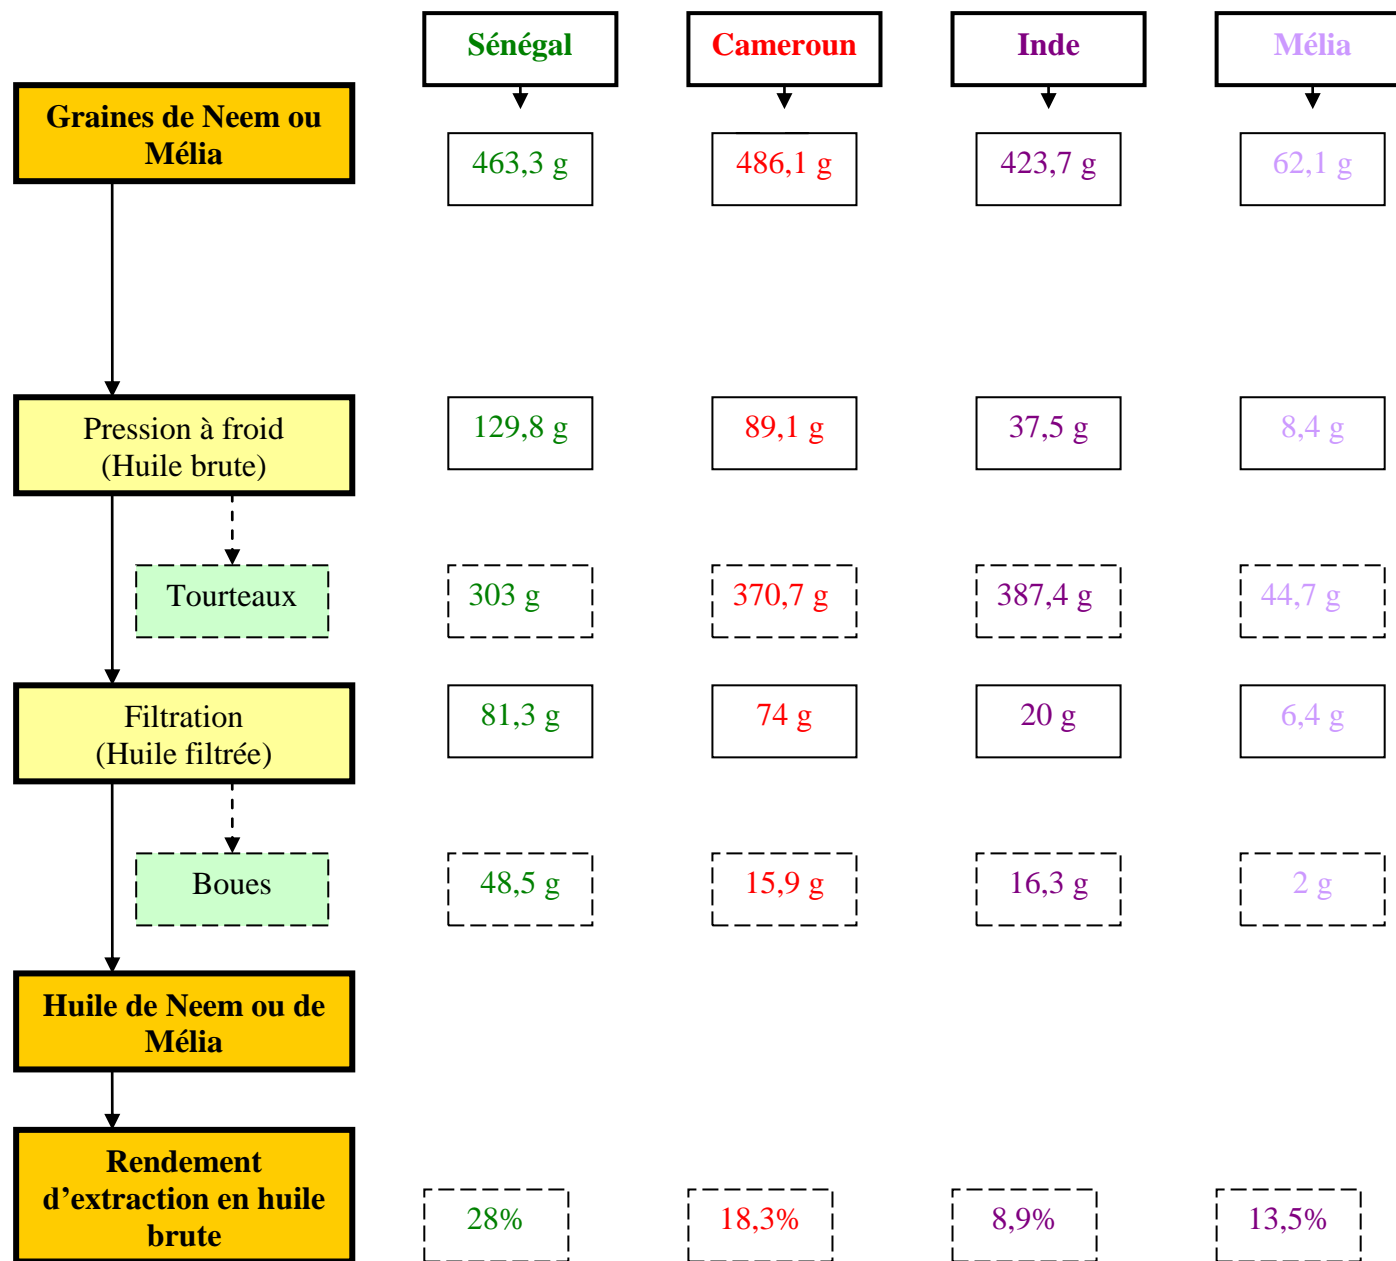 Sénégal
Cameroun
Inde
Mélia
Graines de Neem ou
Mélia
463,3 g
486,1 g
423,7 g
62,1 g
Pression à froid
(Huile brute)
129,8 g
89,1 g
37,5 g
8,4 g
Tourteaux
303 g
370,7 g
387,4 g
44,7 g
Filtration
(Huile filtrée)
81,3 g
74 g
20 g
6,4 g
Boues
48,5 g
15,9 g
16,3 g
2 g
Huile de Neem ou de
Mélia
Rendement
d’extraction en huile
brute
28%
18,3%
8,9%
13,5%